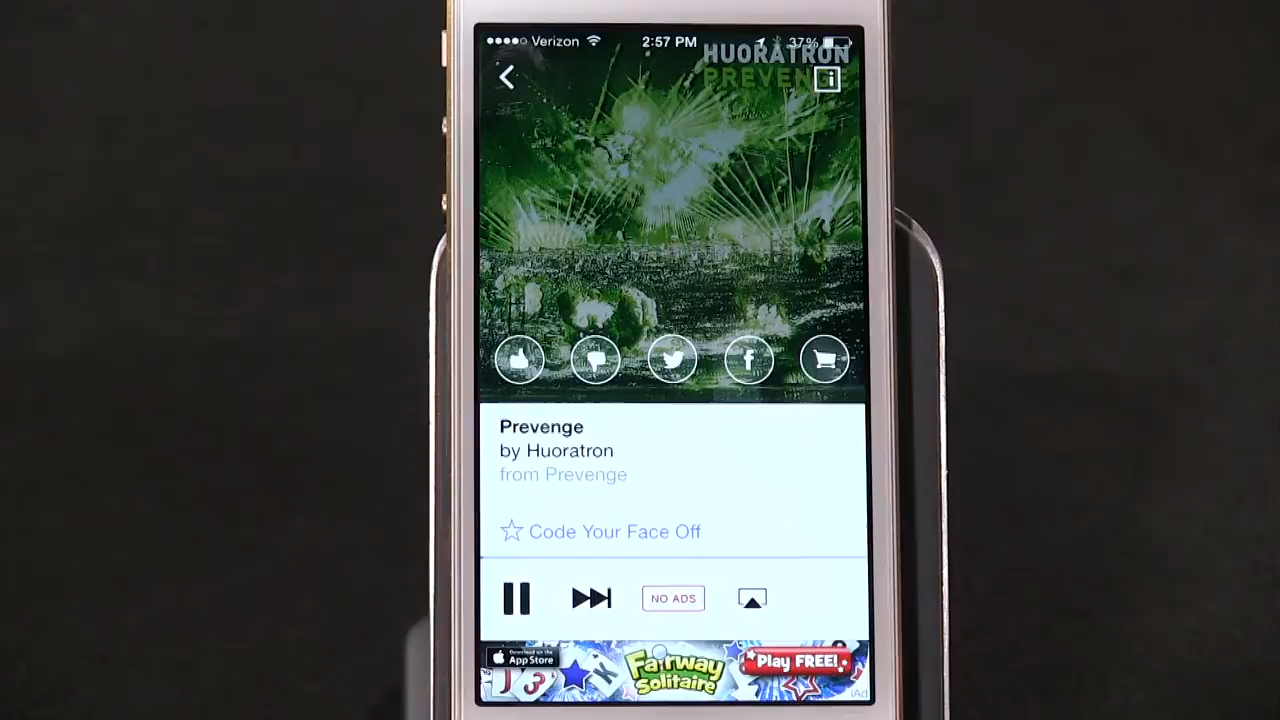 Verizon 2:57 PM 37%
HUORATRON
PREVENGE
Prevenge
by Huoratron
from Prevenge
Code Your Face Off
NO ADS
Download on the
App Store
Fairway
Solitaire
Play FREE!
iAd